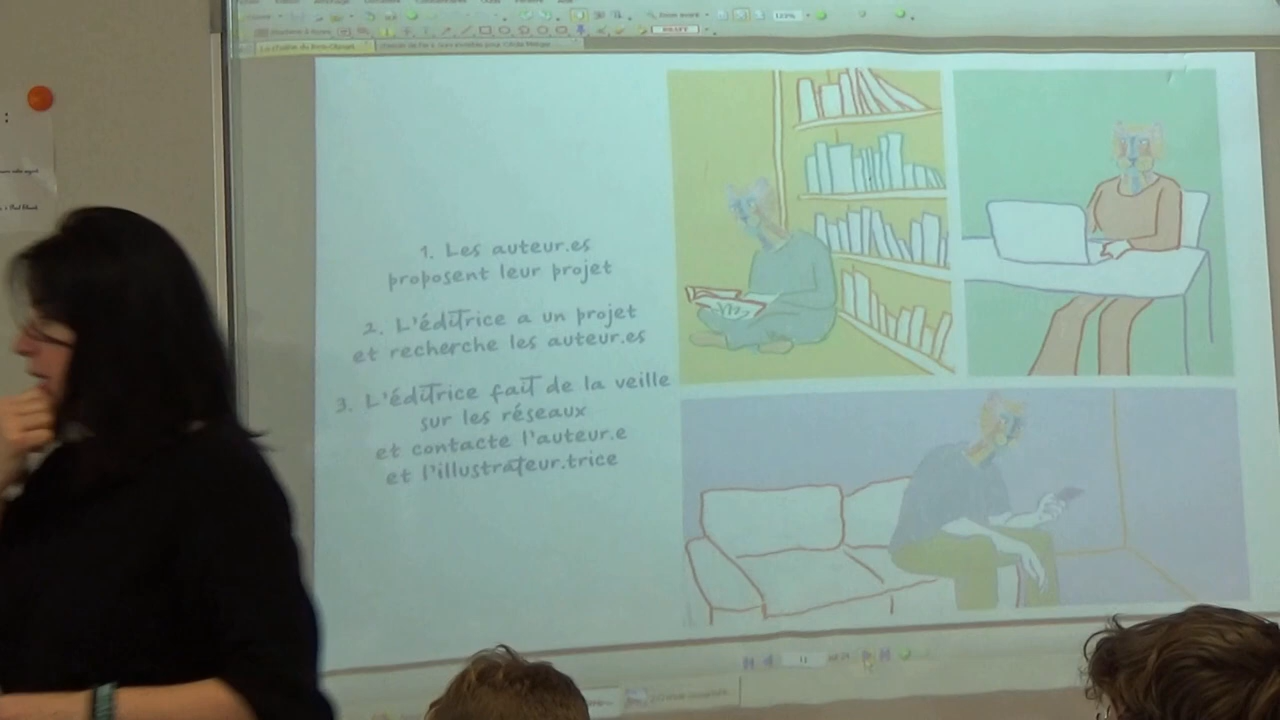 DRAFT
1. Les auteur.es
proposent leur projet
2. L'éditrice a un projet
et recherche les auteur.es
3. L'éditrice fait de la veille
sur les réseaux
et contacte l'auteur.e
et l'illustrateur.trice